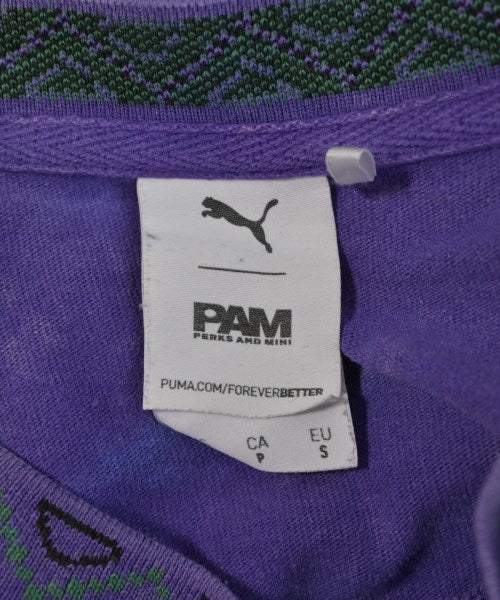 PAM
PERKS AND MINI
PUMA.COM/FOREVERBETTER
CA EU
P S